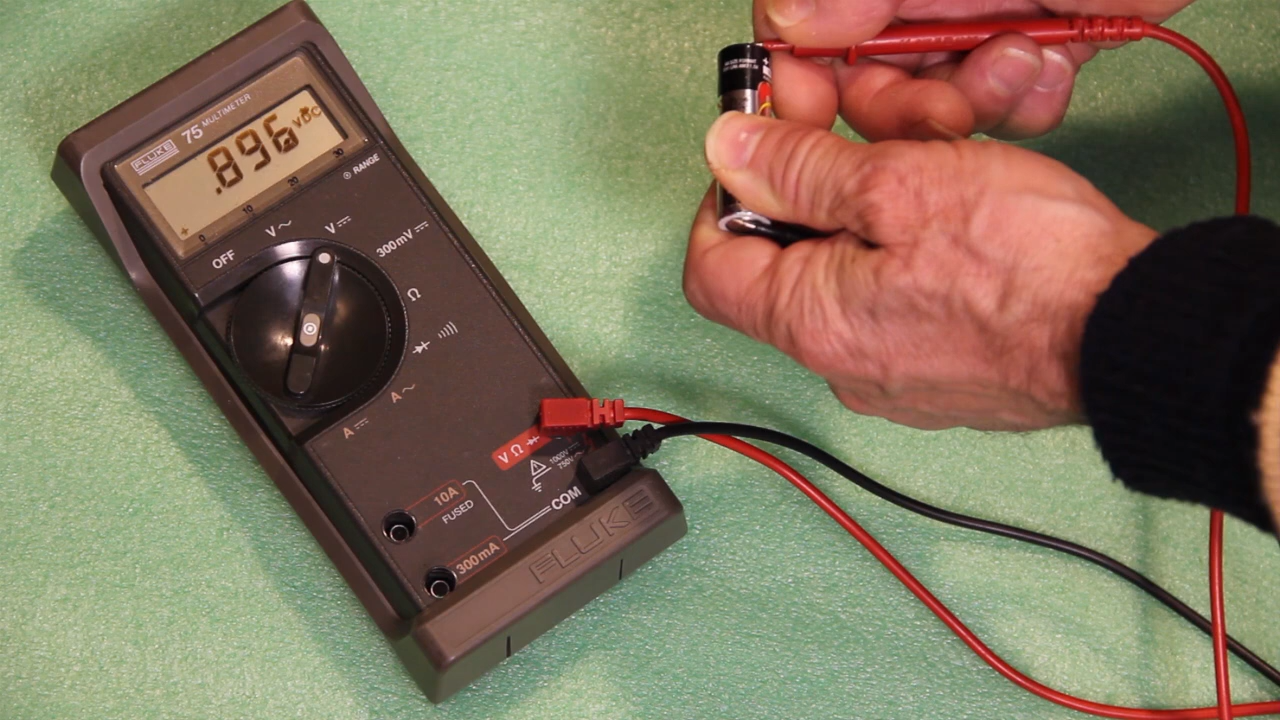 FLUKE 75 MULTIMETER
.896 VDC
+ 0 10 20 30
RANGE
OFF
V~
V⎓
300mV⎓
Ω
A~
A⎓
V Ω
1000V⎓
750V~
10A
FUSED
COM
300mA
FLUKE